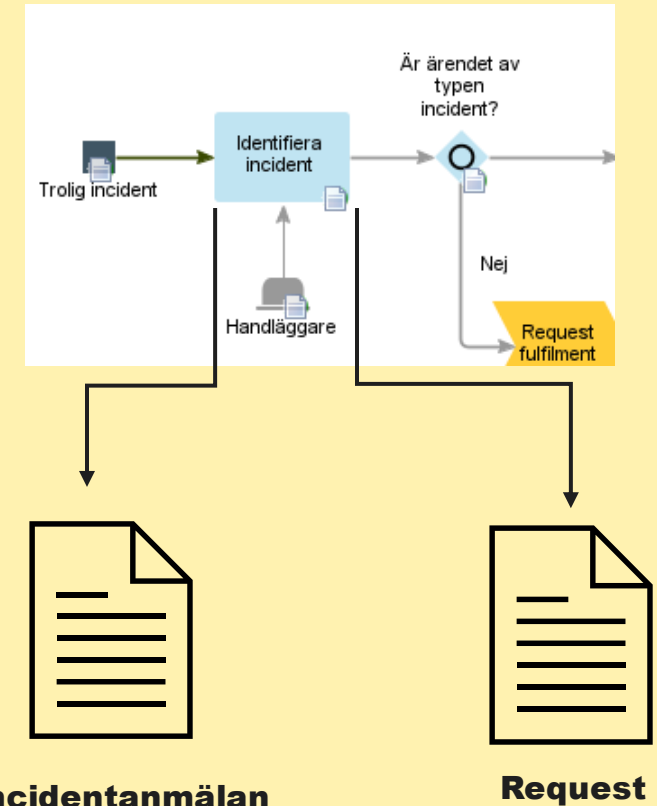 Är ärendet av
typen
incident?
Identifiera
incident
Trolig incident
Nej
Handläggare
Request
fulfilment
ncidentanmälan
Request